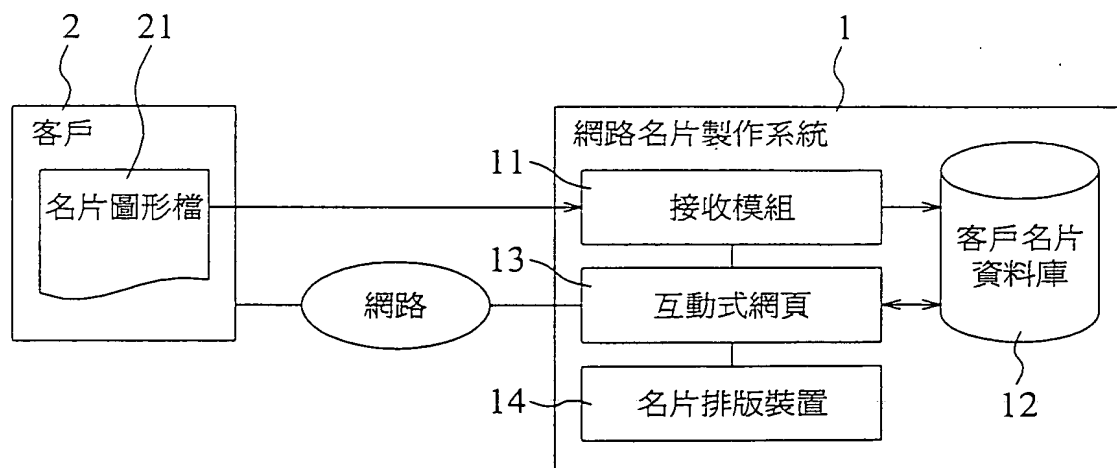 2
21
客戶
名片圖形檔
網路
1
網路名片製作系統
11
接收模組
13
互動式網頁
14
名片排版裝置
客戶名片
資料庫
12